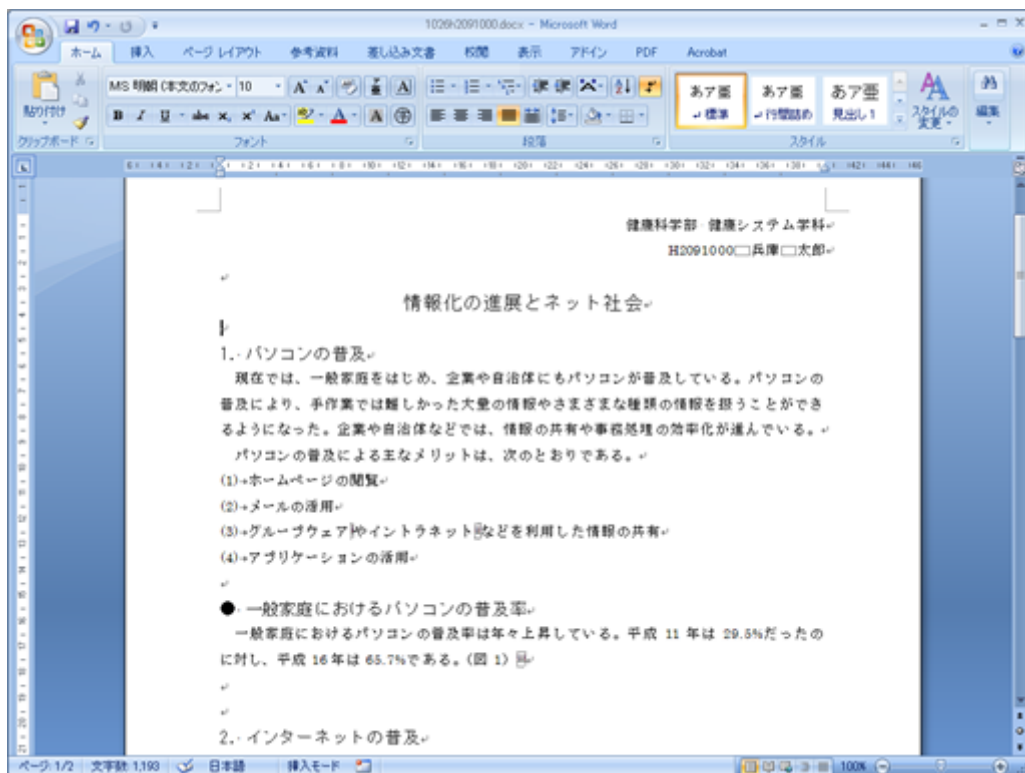 1026h2091000.docx - Microsoft Word
ホーム 挿入 ページ レイアウト 参考資料 差し込み文書 校閲 表示 アドイン PDF Acrobat
MS 明朝 (本文のフォン 10
貼り付け
あア亜 あア亜 あア亜
標準 行間詰め 見出し 1
スタイルの変更 編集
クリップボード フォント 段落 スタイル
健康科学部 健康システム学科
H2091000□兵庫□太郎
情報化の進展とネット社会
1. パソコンの普及
現在では、一般家庭をはじめ、企業や自治体にもパソコンが普及している。パソコンの
普及により、手作業では難しかった大量の情報やさまざまな種類の情報を扱うことができ
るようになった。企業や自治体などでは、情報の共有や事務処理の効率化が進んでいる。
パソコンの普及による主なメリットは、次のとおりである。
(1)→ホームページの閲覧
(2)→メールの活用
(3)→グループウェアやイントラネットなどを利用した情報の共有
(4)→アプリケーションの活用
● 一般家庭におけるパソコンの普及率
一般家庭におけるパソコンの普及率は年々上昇している。平成 11 年は 29.5%だったの
に対し、平成 16 年は 65.7%である。(図 1)
2. インターネットの普及
ページ: 1/2 文字数: 1,193 日本語 挿入モード 100%